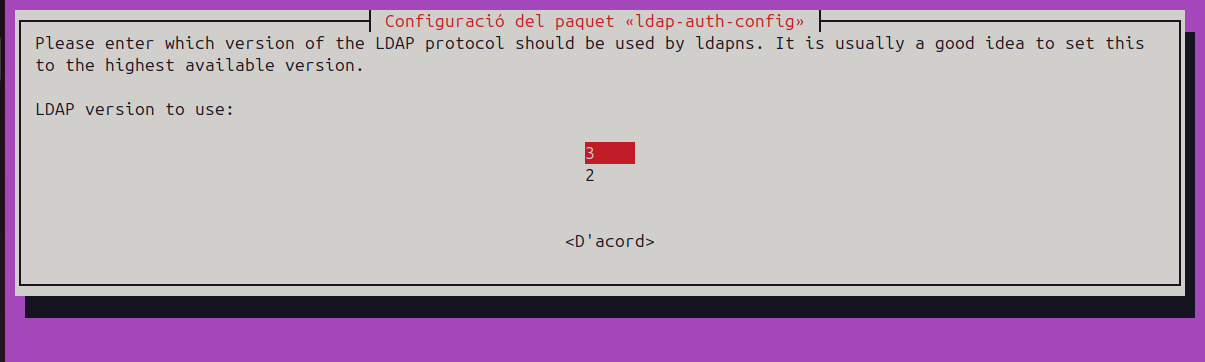 Configuració del paquet «ldap-auth-config»
Please enter which version of the LDAP protocol should be used by ldapns. It is usually a good idea to set this
to the highest available version.
LDAP version to use:
3
2
<D'acord>